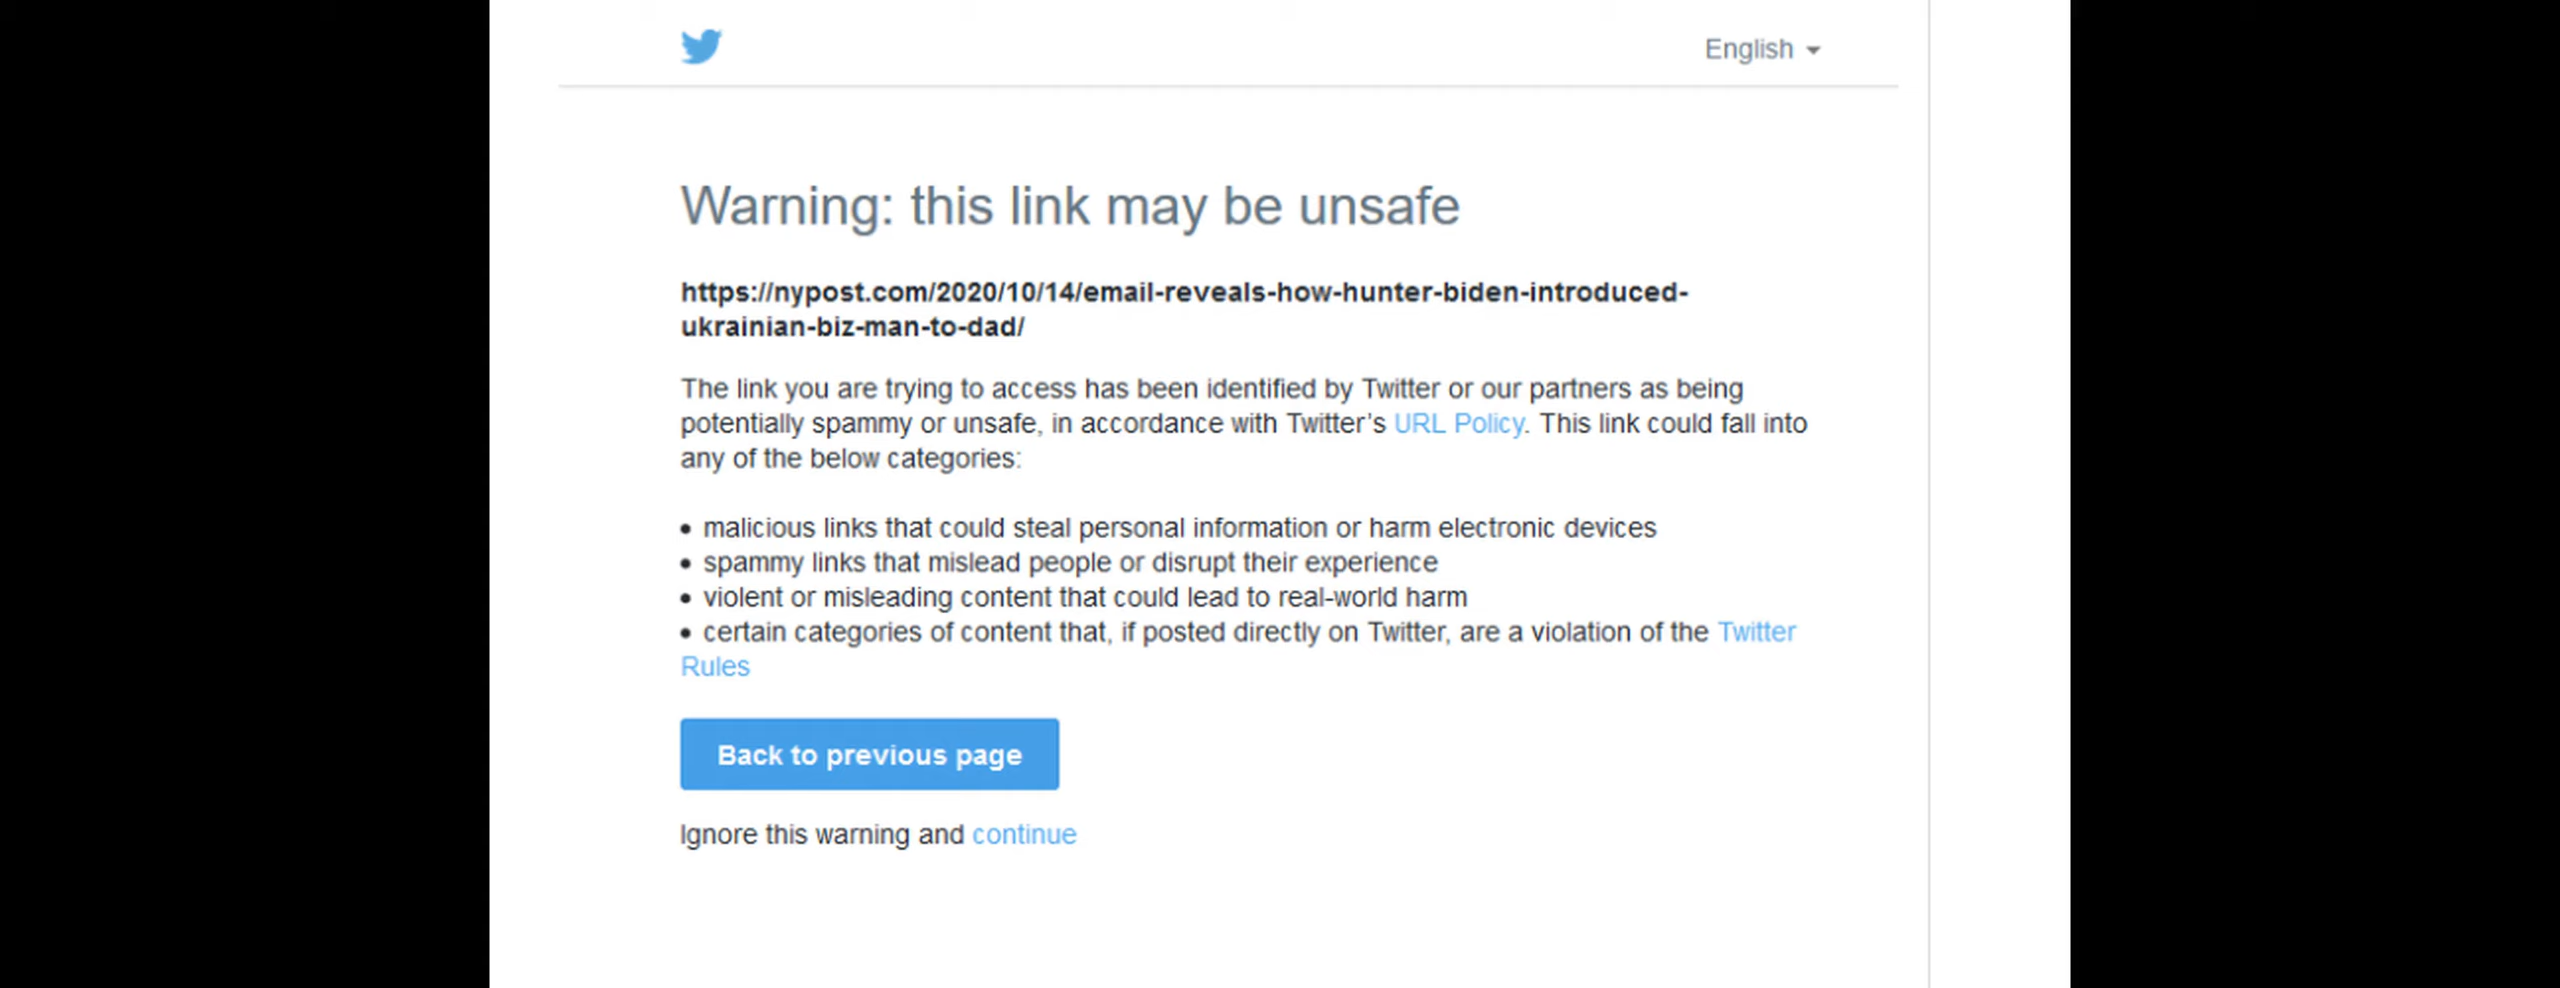 English
Warning: this link may be unsafe
https://nypost.com/2020/10/14/email-reveals-how-hunter-biden-introduced-
ukrainian-biz-man-to-dad/
The link you are trying to access has been identified by Twitter or our partners as being
potentially spammy or unsafe, in accordance with Twitter’s URL Policy. This link could fall into
any of the below categories:
• malicious links that could steal personal information or harm electronic devices
• spammy links that mislead people or disrupt their experience
• violent or misleading content that could lead to real-world harm
• certain categories of content that, if posted directly on Twitter, are a violation of the Twitter
Rules
Back to previous page
Ignore this warning and continue